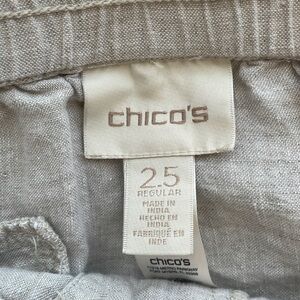 chico's
2.5
REGULAR
MADE IN
INDIA
HECHO EN
INDIA
FABRIQUÉ EN
INDE
chico's